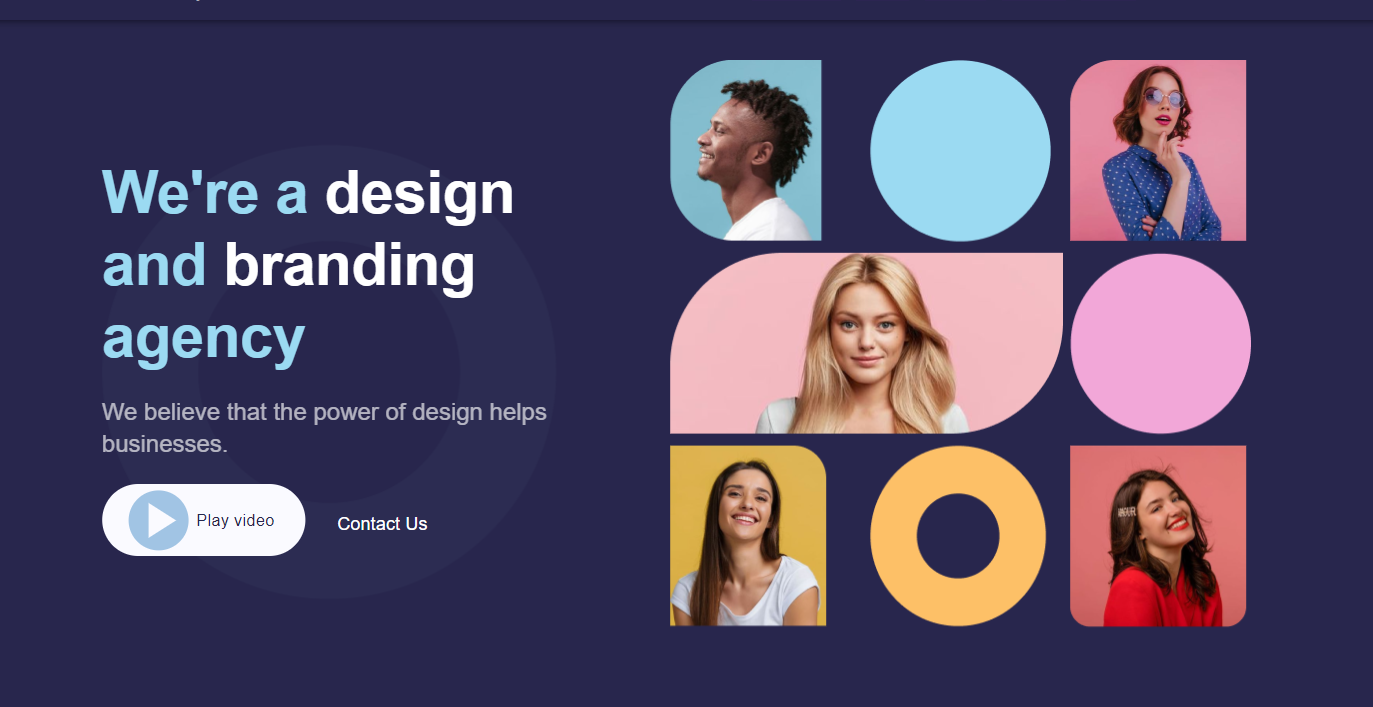 We're a design
and branding
agency
We believe that the power of design helps
businesses.
Play video
Contact Us